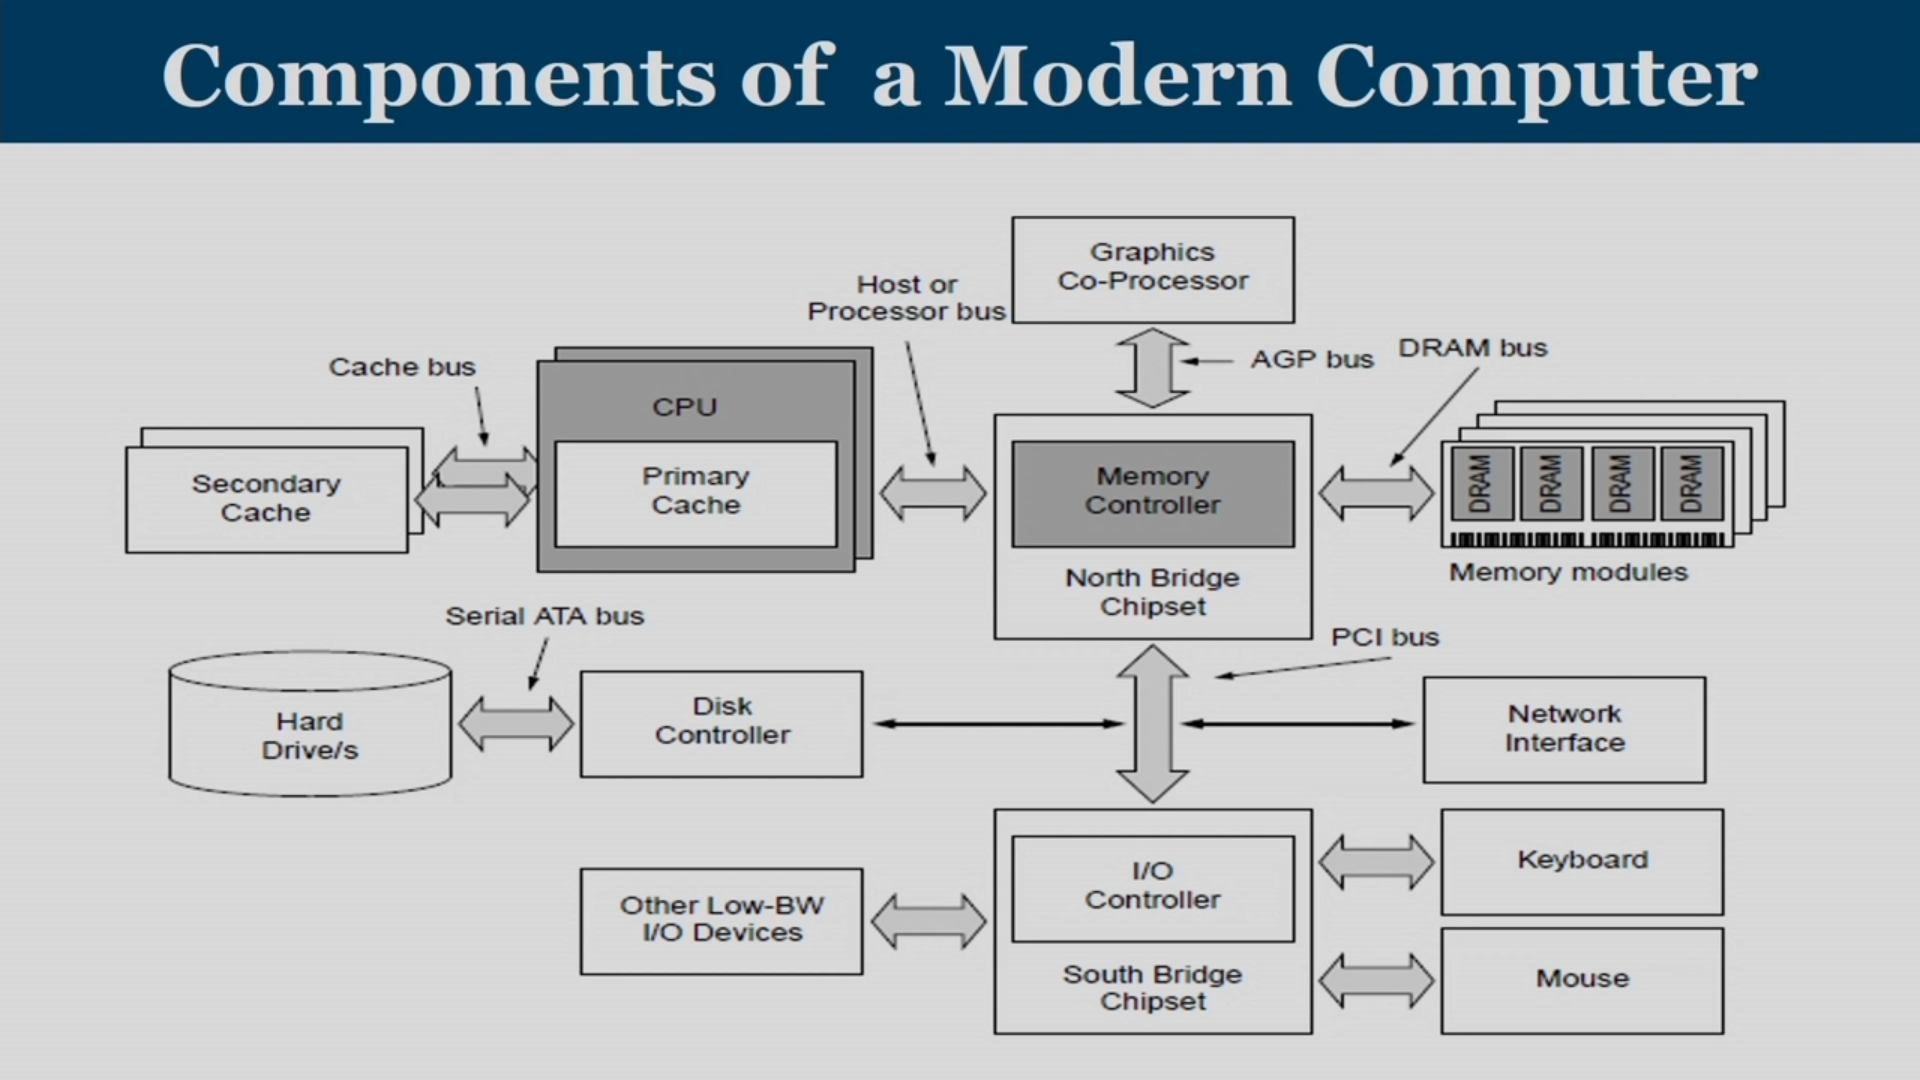 Components of a Modern Computer
Graphics
Co-Processor
Host or
Processor bus
AGP bus
DRAM bus
Cache bus
CPU
Primary
Cache
Secondary
Cache
Memory
Controller
North Bridge
Chipset
DRAM
DRAM
DRAM
DRAM
Memory modules
Serial ATA bus
PCI bus
Hard
Drive/s
Disk
Controller
Network
Interface
Other Low-BW
I/O Devices
I/O
Controller
South Bridge
Chipset
Keyboard
Mouse